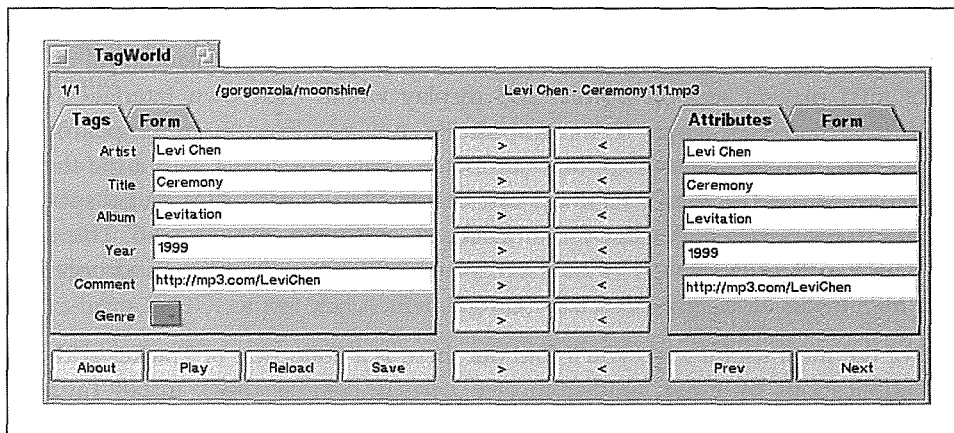 TagWorld
1/1 /gorgonzola/moonshine/ Levi Chen - Ceremony111.mp3
Tags Form Attributes Form
Artist Levi Chen > < Levi Chen
Title Ceremony > < Ceremony
Album Levitation > < Levitation
Year 1999 > < 1999
Comment http://mp3.com/LeviChen > < http://mp3.com/LeviChen
Genre > <
About Play Reload Save > < Prev Next